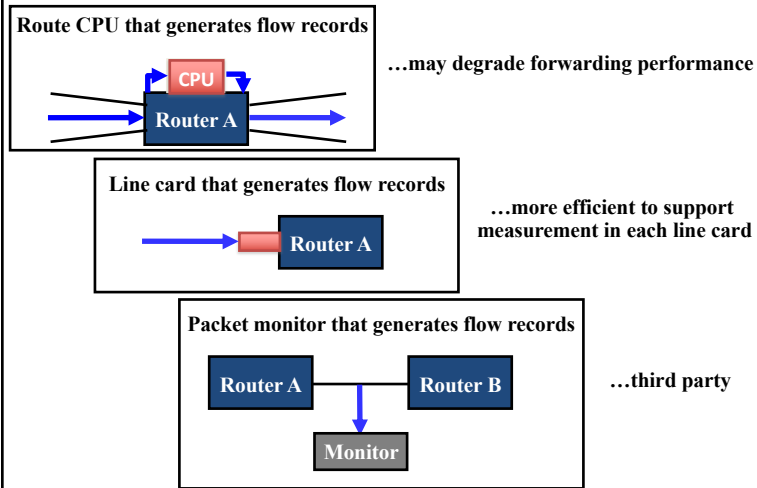 Route CPU that generates flow records
CPU
Router A
…may degrade forwarding performance
Line card that generates flow records
Router A
…more efficient to support
measurement in each line card
Packet monitor that generates flow records
Router A
Router B
Monitor
…third party